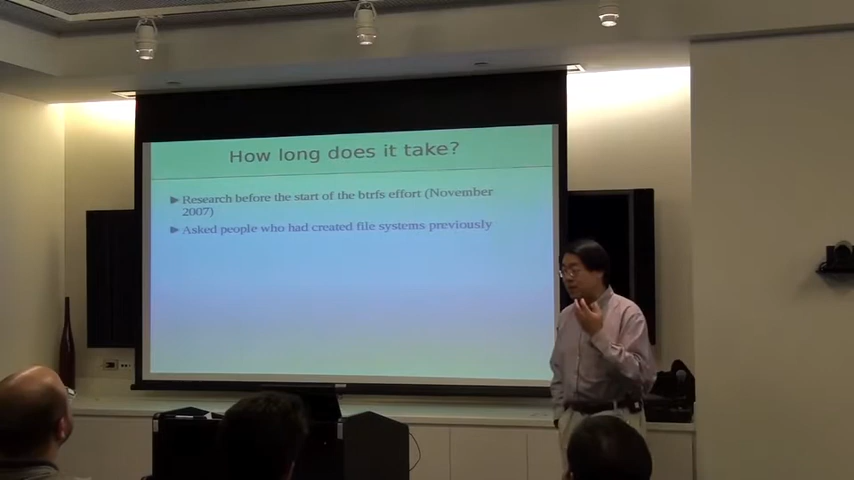 How long does it take?
Research before the start of the btrfs effort (November
2007)
Asked people who had created file systems previously